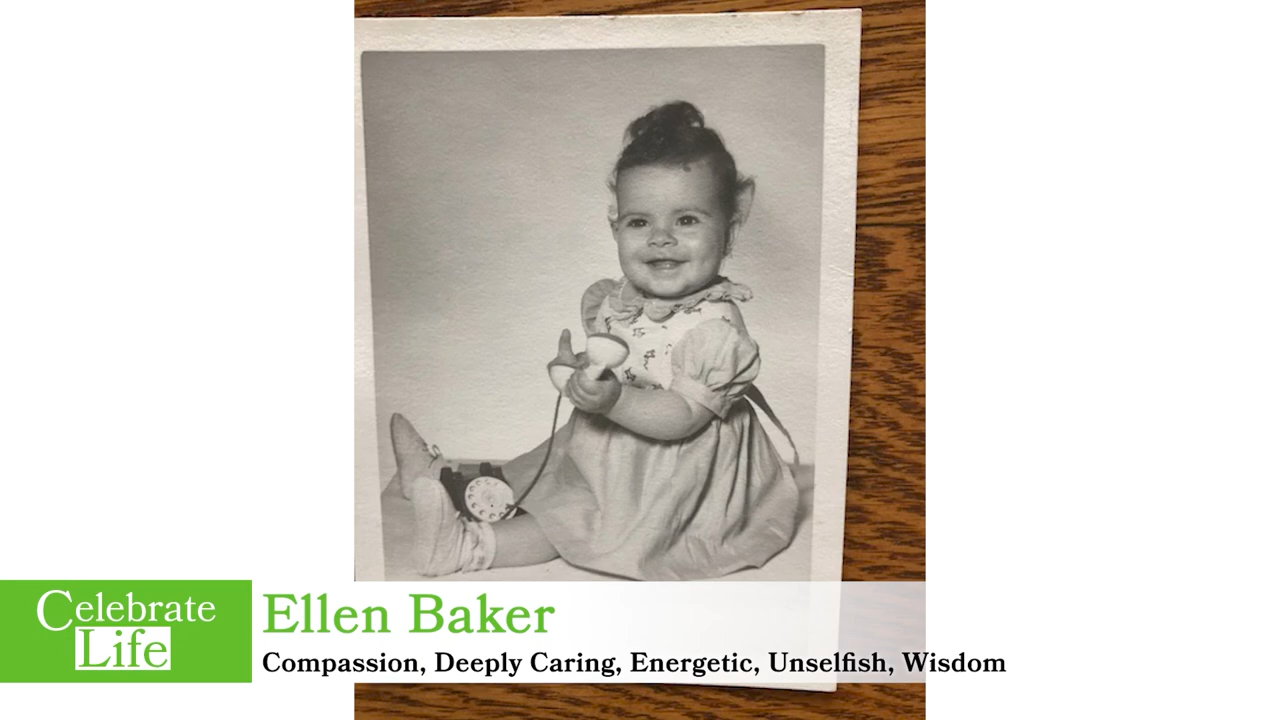 Celebrate
Life
Ellen Baker
Compassion, Deeply Caring, Energetic, Unselfish, Wisdom